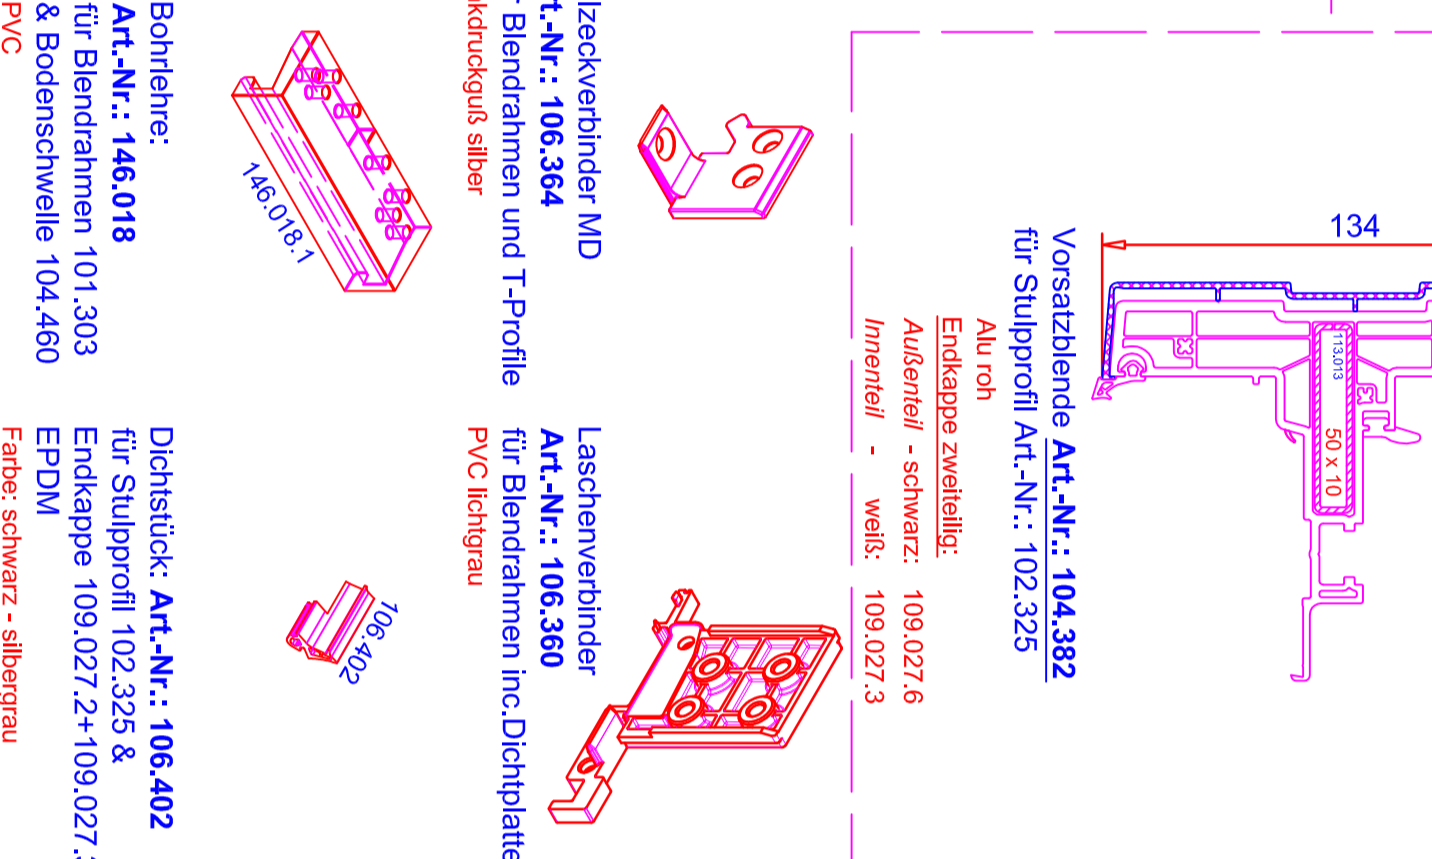 134
113.013
50 x 10
Vorsatzblende Art.-Nr.: 104.382
für Stulpprofil Art.-Nr.: 102.325
Alu roh
Endkappe zweiteilig:
Außenteil - schwarz: 109.027.6
Innenteil - weiß: 109.027.3
lzeckverbinder MD
t.-Nr.: 106.364
r Blendrahmen und T-Profile
kdruckguß silber
Laschenverbinder
Art.-Nr.: 106.360
für Blendrahmen inc.Dichtplatte
PVC lichtgrau
146.018.1
Bohrlehre:
Art.-Nr.: 146.018
für Blendrahmen 101.303
& Bodenschwelle 104.460
PVC
106.402
Dichtstück: Art.-Nr.: 106.402
für Stulpprofil 102.325 &
Endkappe 109.027.2+109.027.
EPDM
Farbe: schwarz - silbergrau